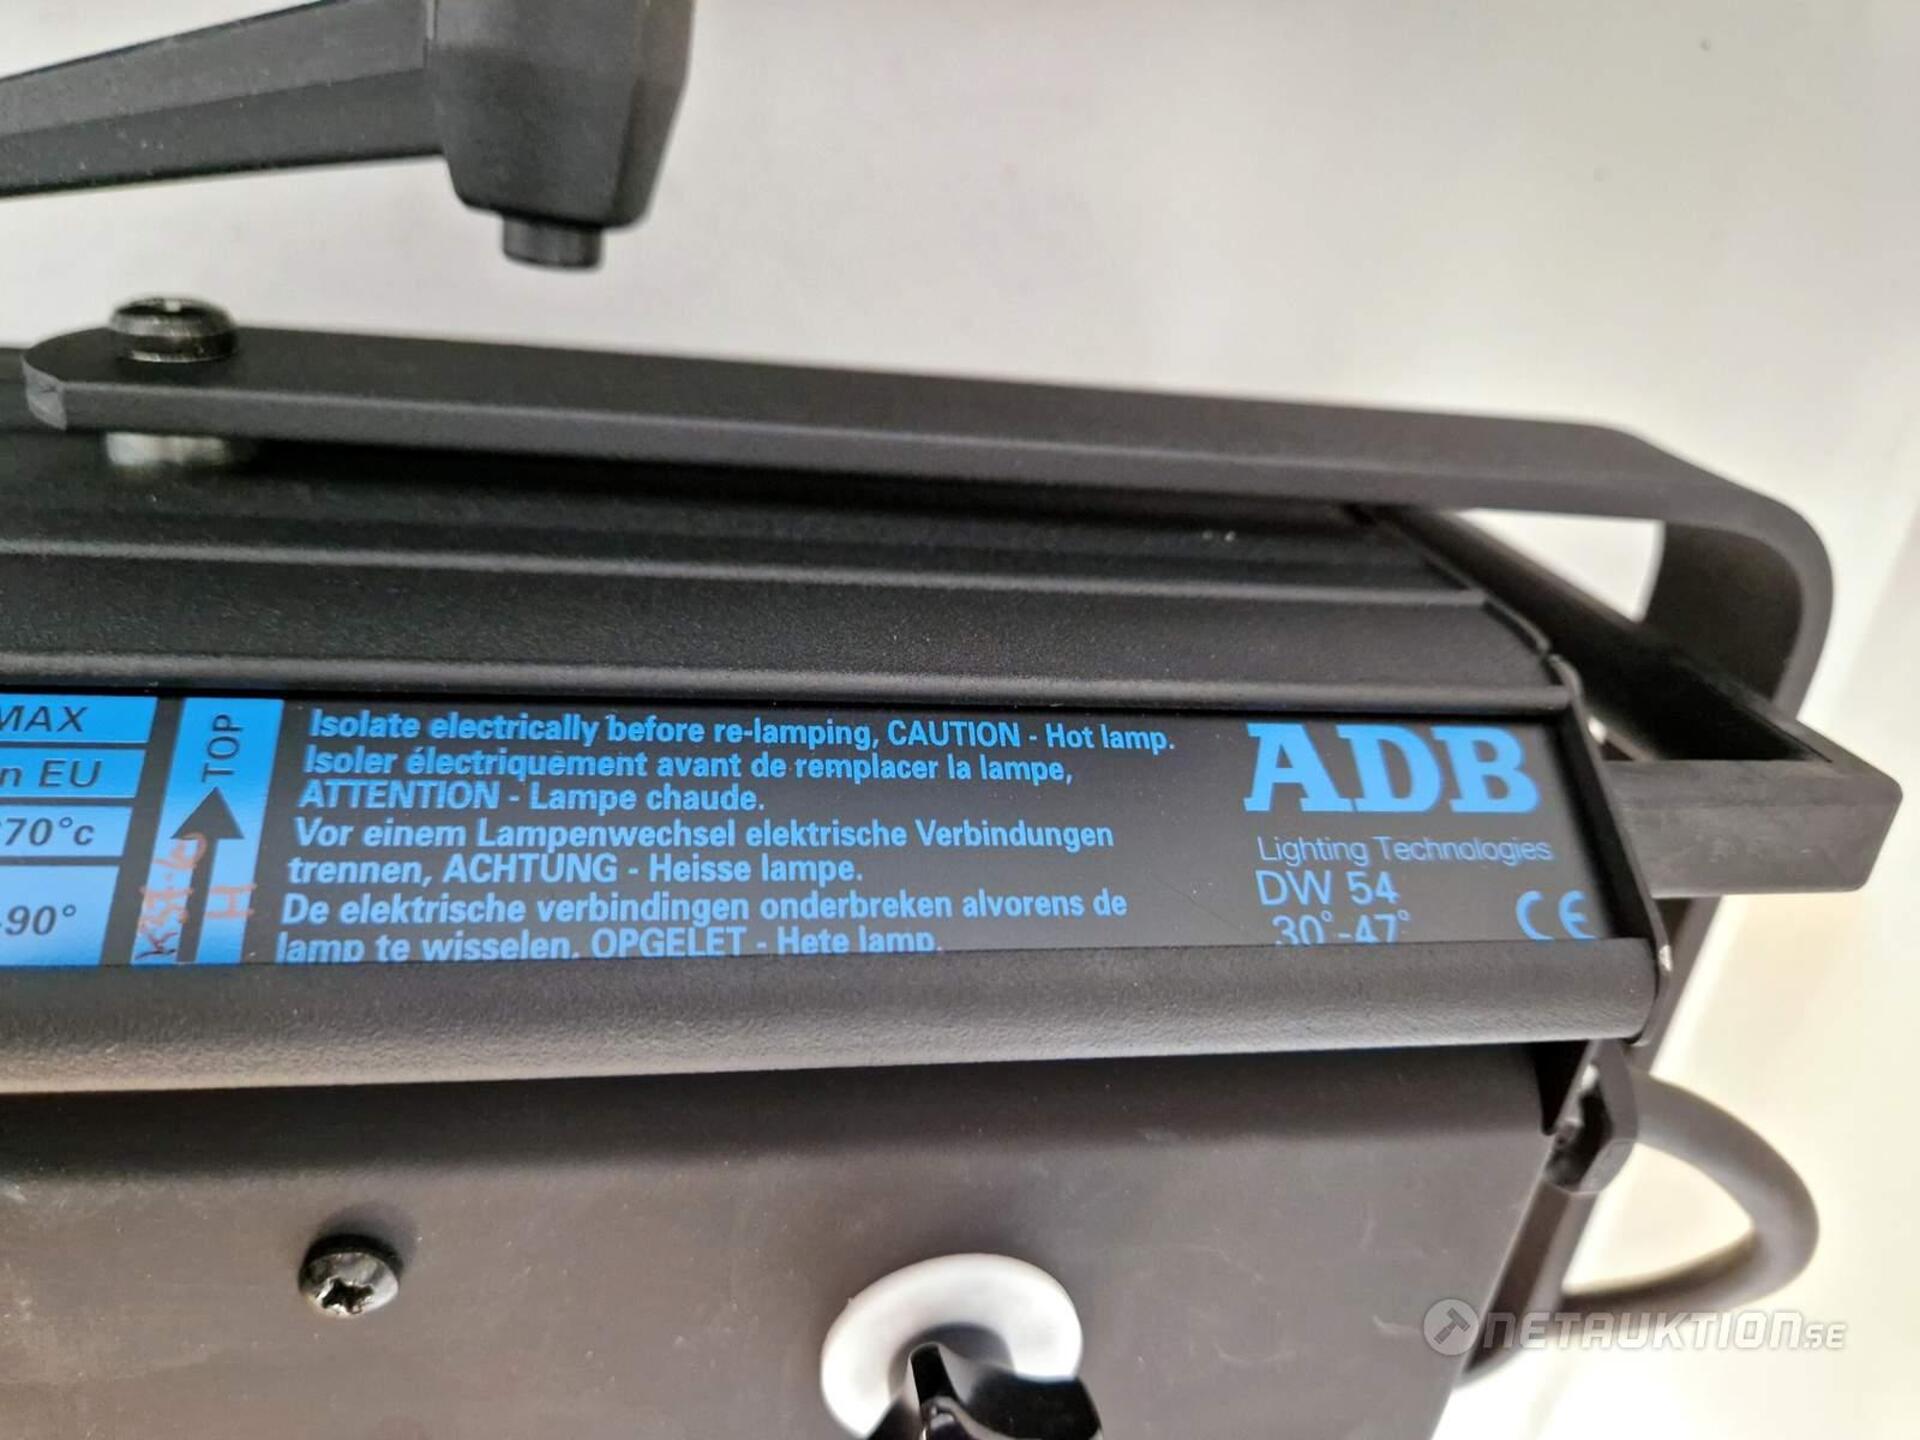 MAX
n EU
70°c
-90°
TOP
H
Isolate electrically before re-lamping, CAUTION - Hot lamp.
Isoler électriquement avant de remplacer la lampe,
ATTENTION - Lampe chaude.
Vor einem Lampenwechsel elektrische Verbindungen
trennen, ACHTUNG - Heisse lampe.
De elektrische verbindingen onderbreken alvorens de
lamp te wisselen, OPGELET - Hete lamp.
ADB
Lighting Technologies
DW 54
30°-47°
CE
NETAUKTION.SE